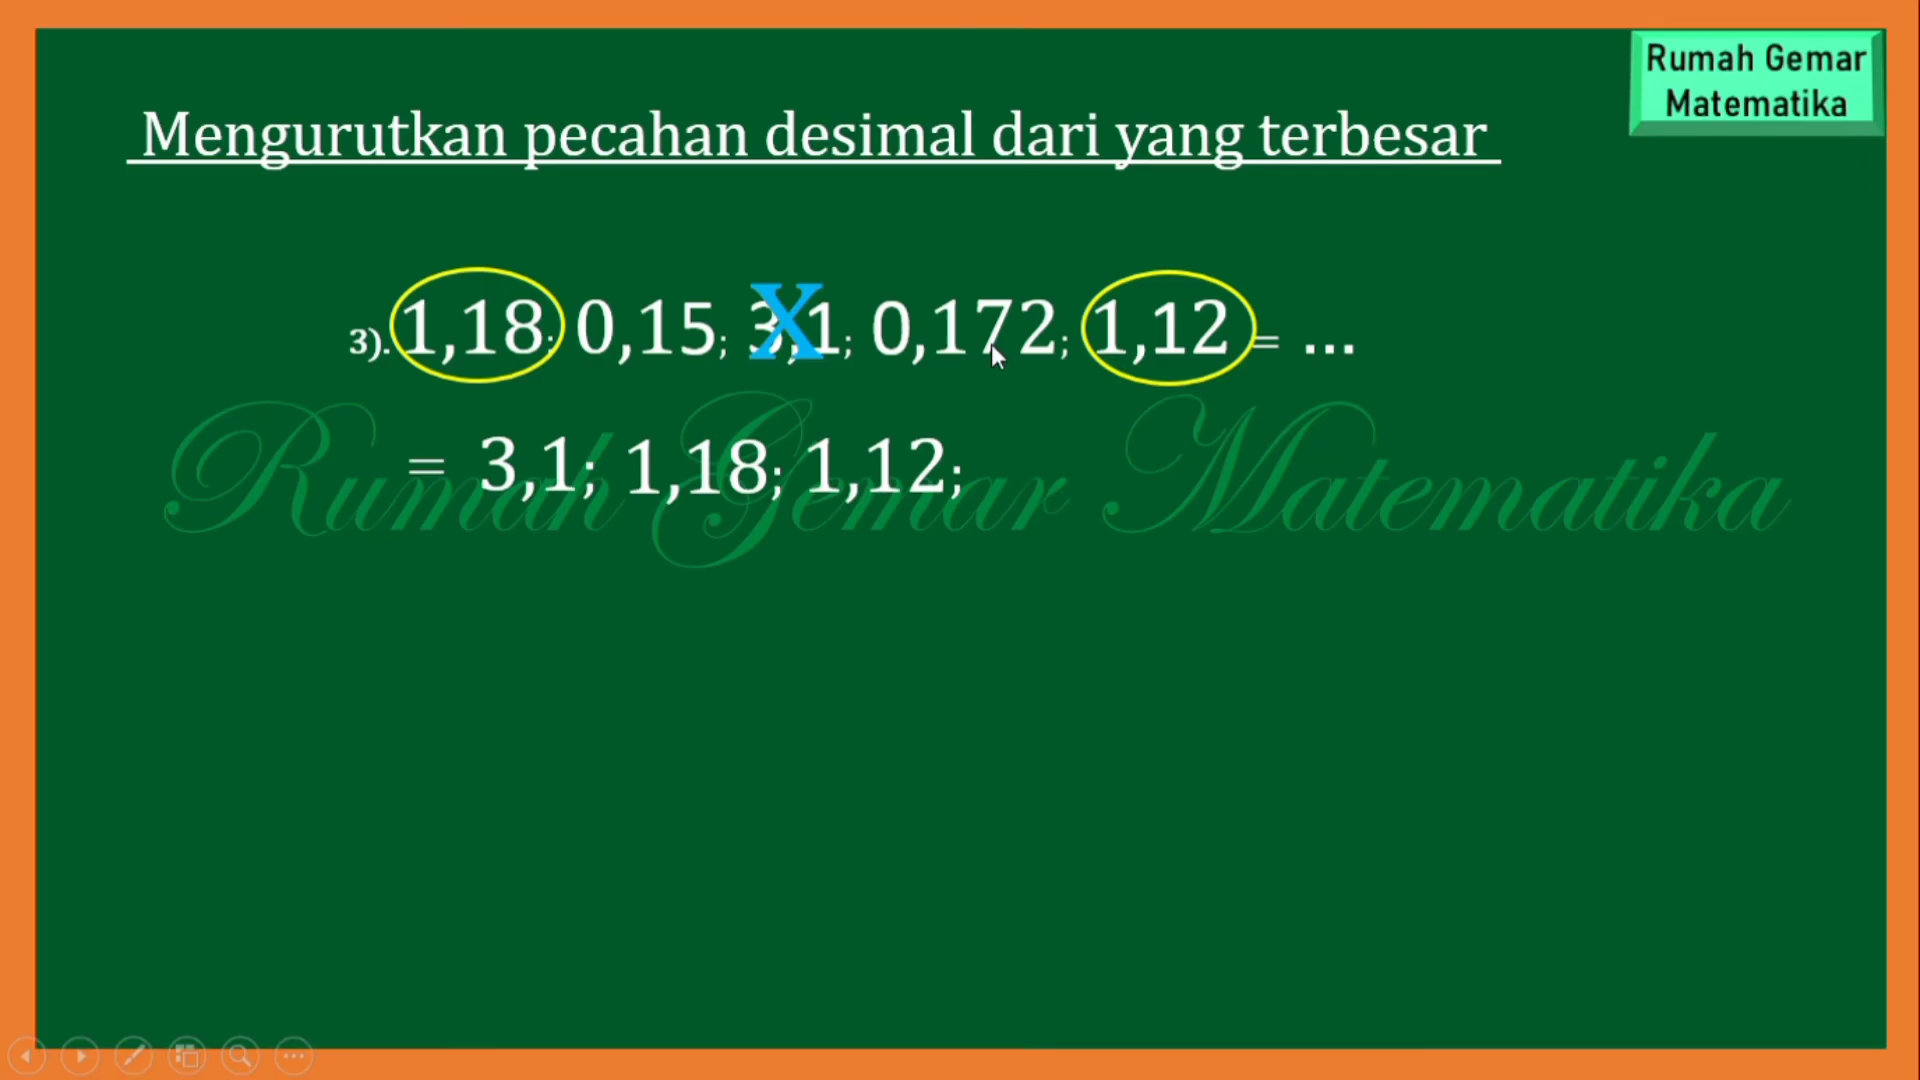 Rumah Gemar
Matematika
Mengurutkan pecahan desimal dari yang terbesar
3). 1,18; 0,15; 3,1; 0,172; 1,12 = ...
X
= 3,1; 1,18; 1,12;
Rumah Gemar Matematika